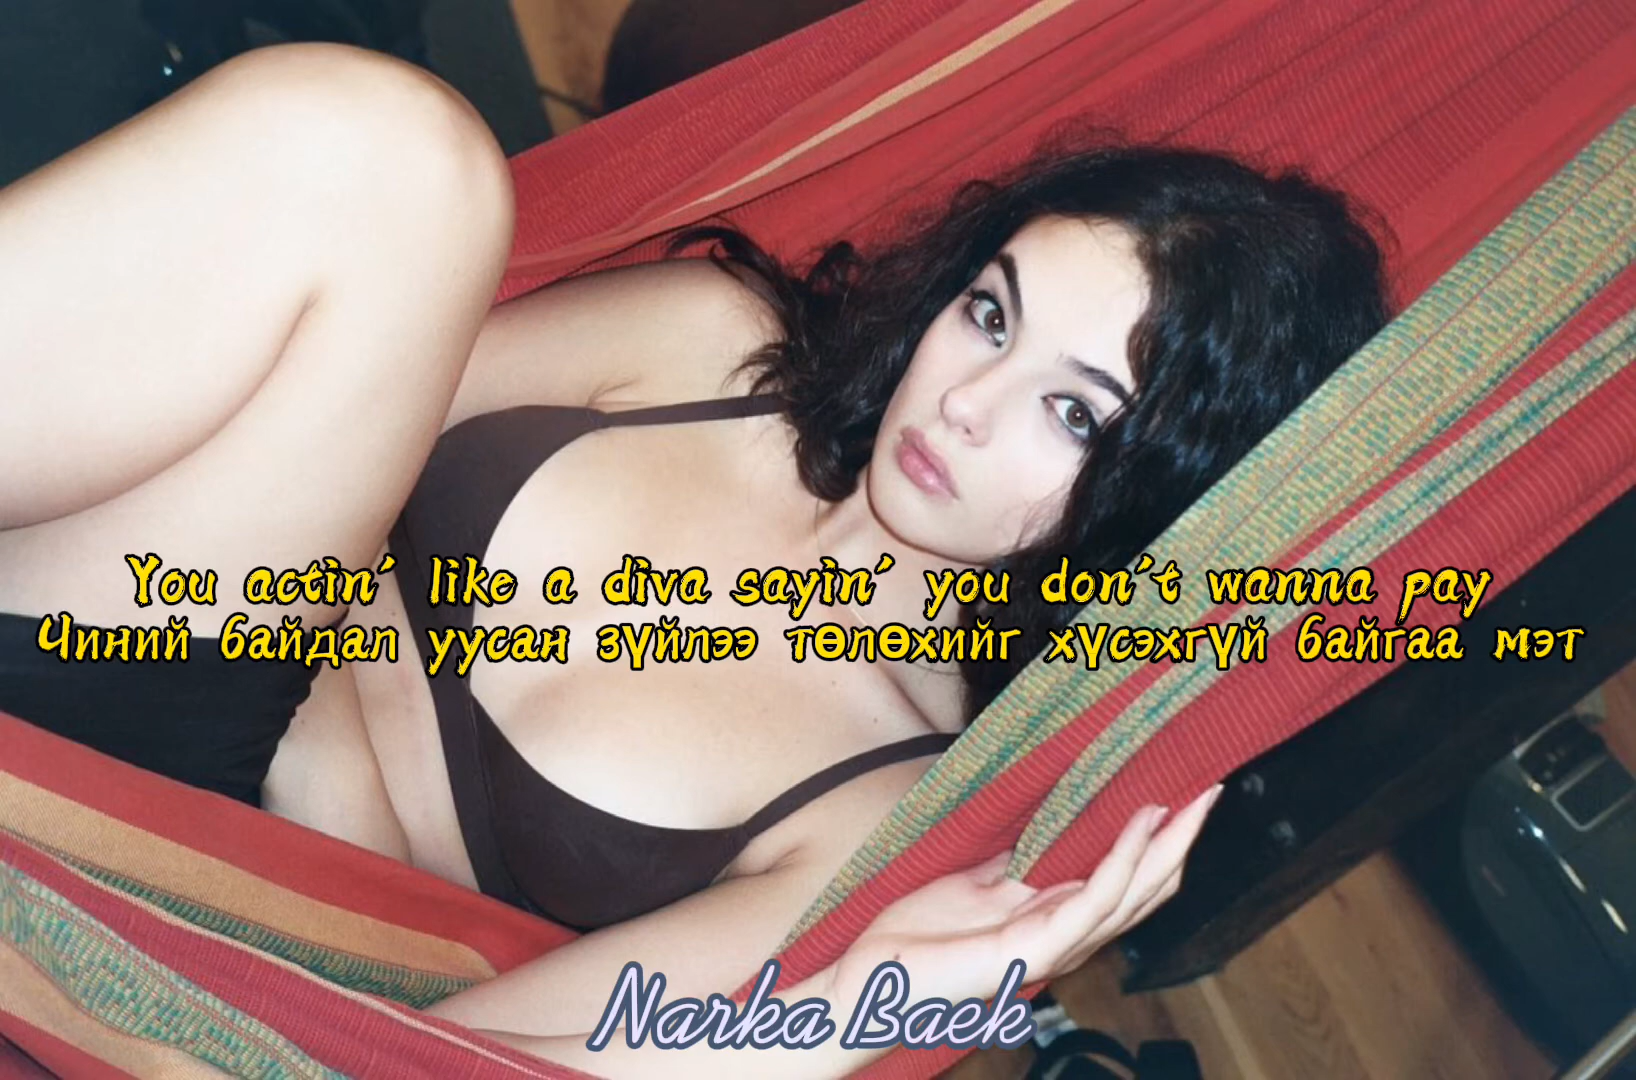 You actin' like a diva sayin' you don't wanna pay
Чиний байдал уусан зүйлээ төлөхийг хүсэхгүй байгаа мэт
Narka Baek